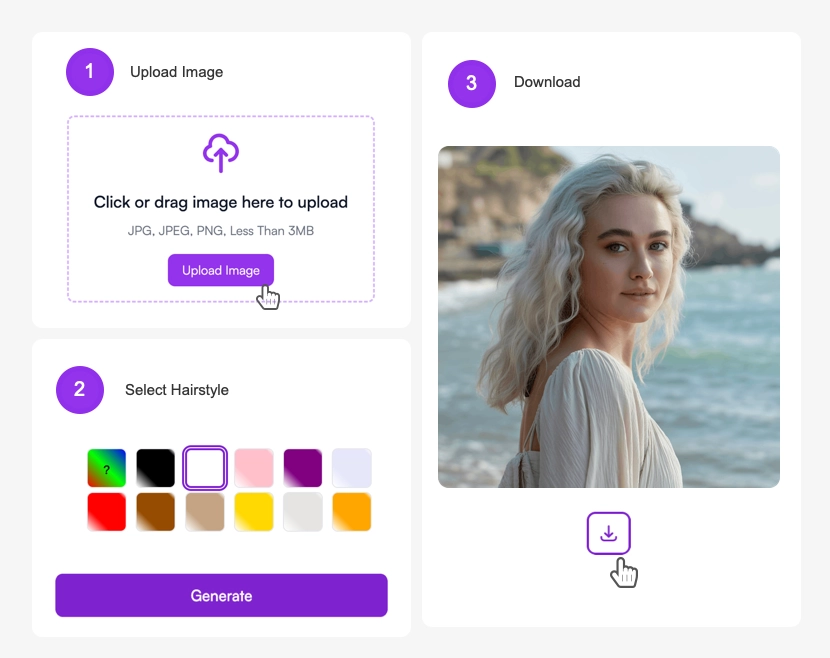 1
Upload Image
Click or drag image here to upload
JPG, JPEG, PNG, Less Than 3MB
Upload Image
2
Select Hairstyle
?
Generate
3
Download